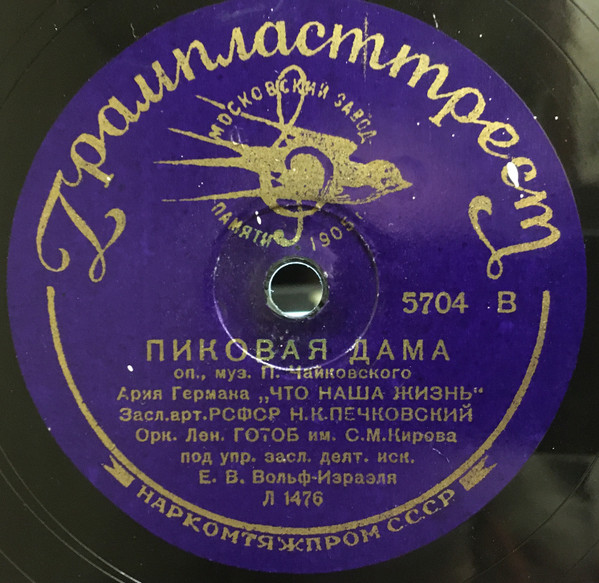 Грампласттрест
МОСКОВСКИЙ ЗАВОД
ПАМЯТИ 1905 г.
5704 В
ПИКОВАЯ ДАМА
оп., муз. П. Чайковского
Ария Германа „ЧТО НАША ЖИЗНЬ“
Засл.арт.РСФСР Н.К.ПЕЧКОВСКИЙ
Орк. Лен. ГОТОБ им. С.М.Кирова
под упр. засл. деят. иск.
Е. В. Вольф-Израэля
Л 1476
НАРКОМТЯЖПРОМ СССР